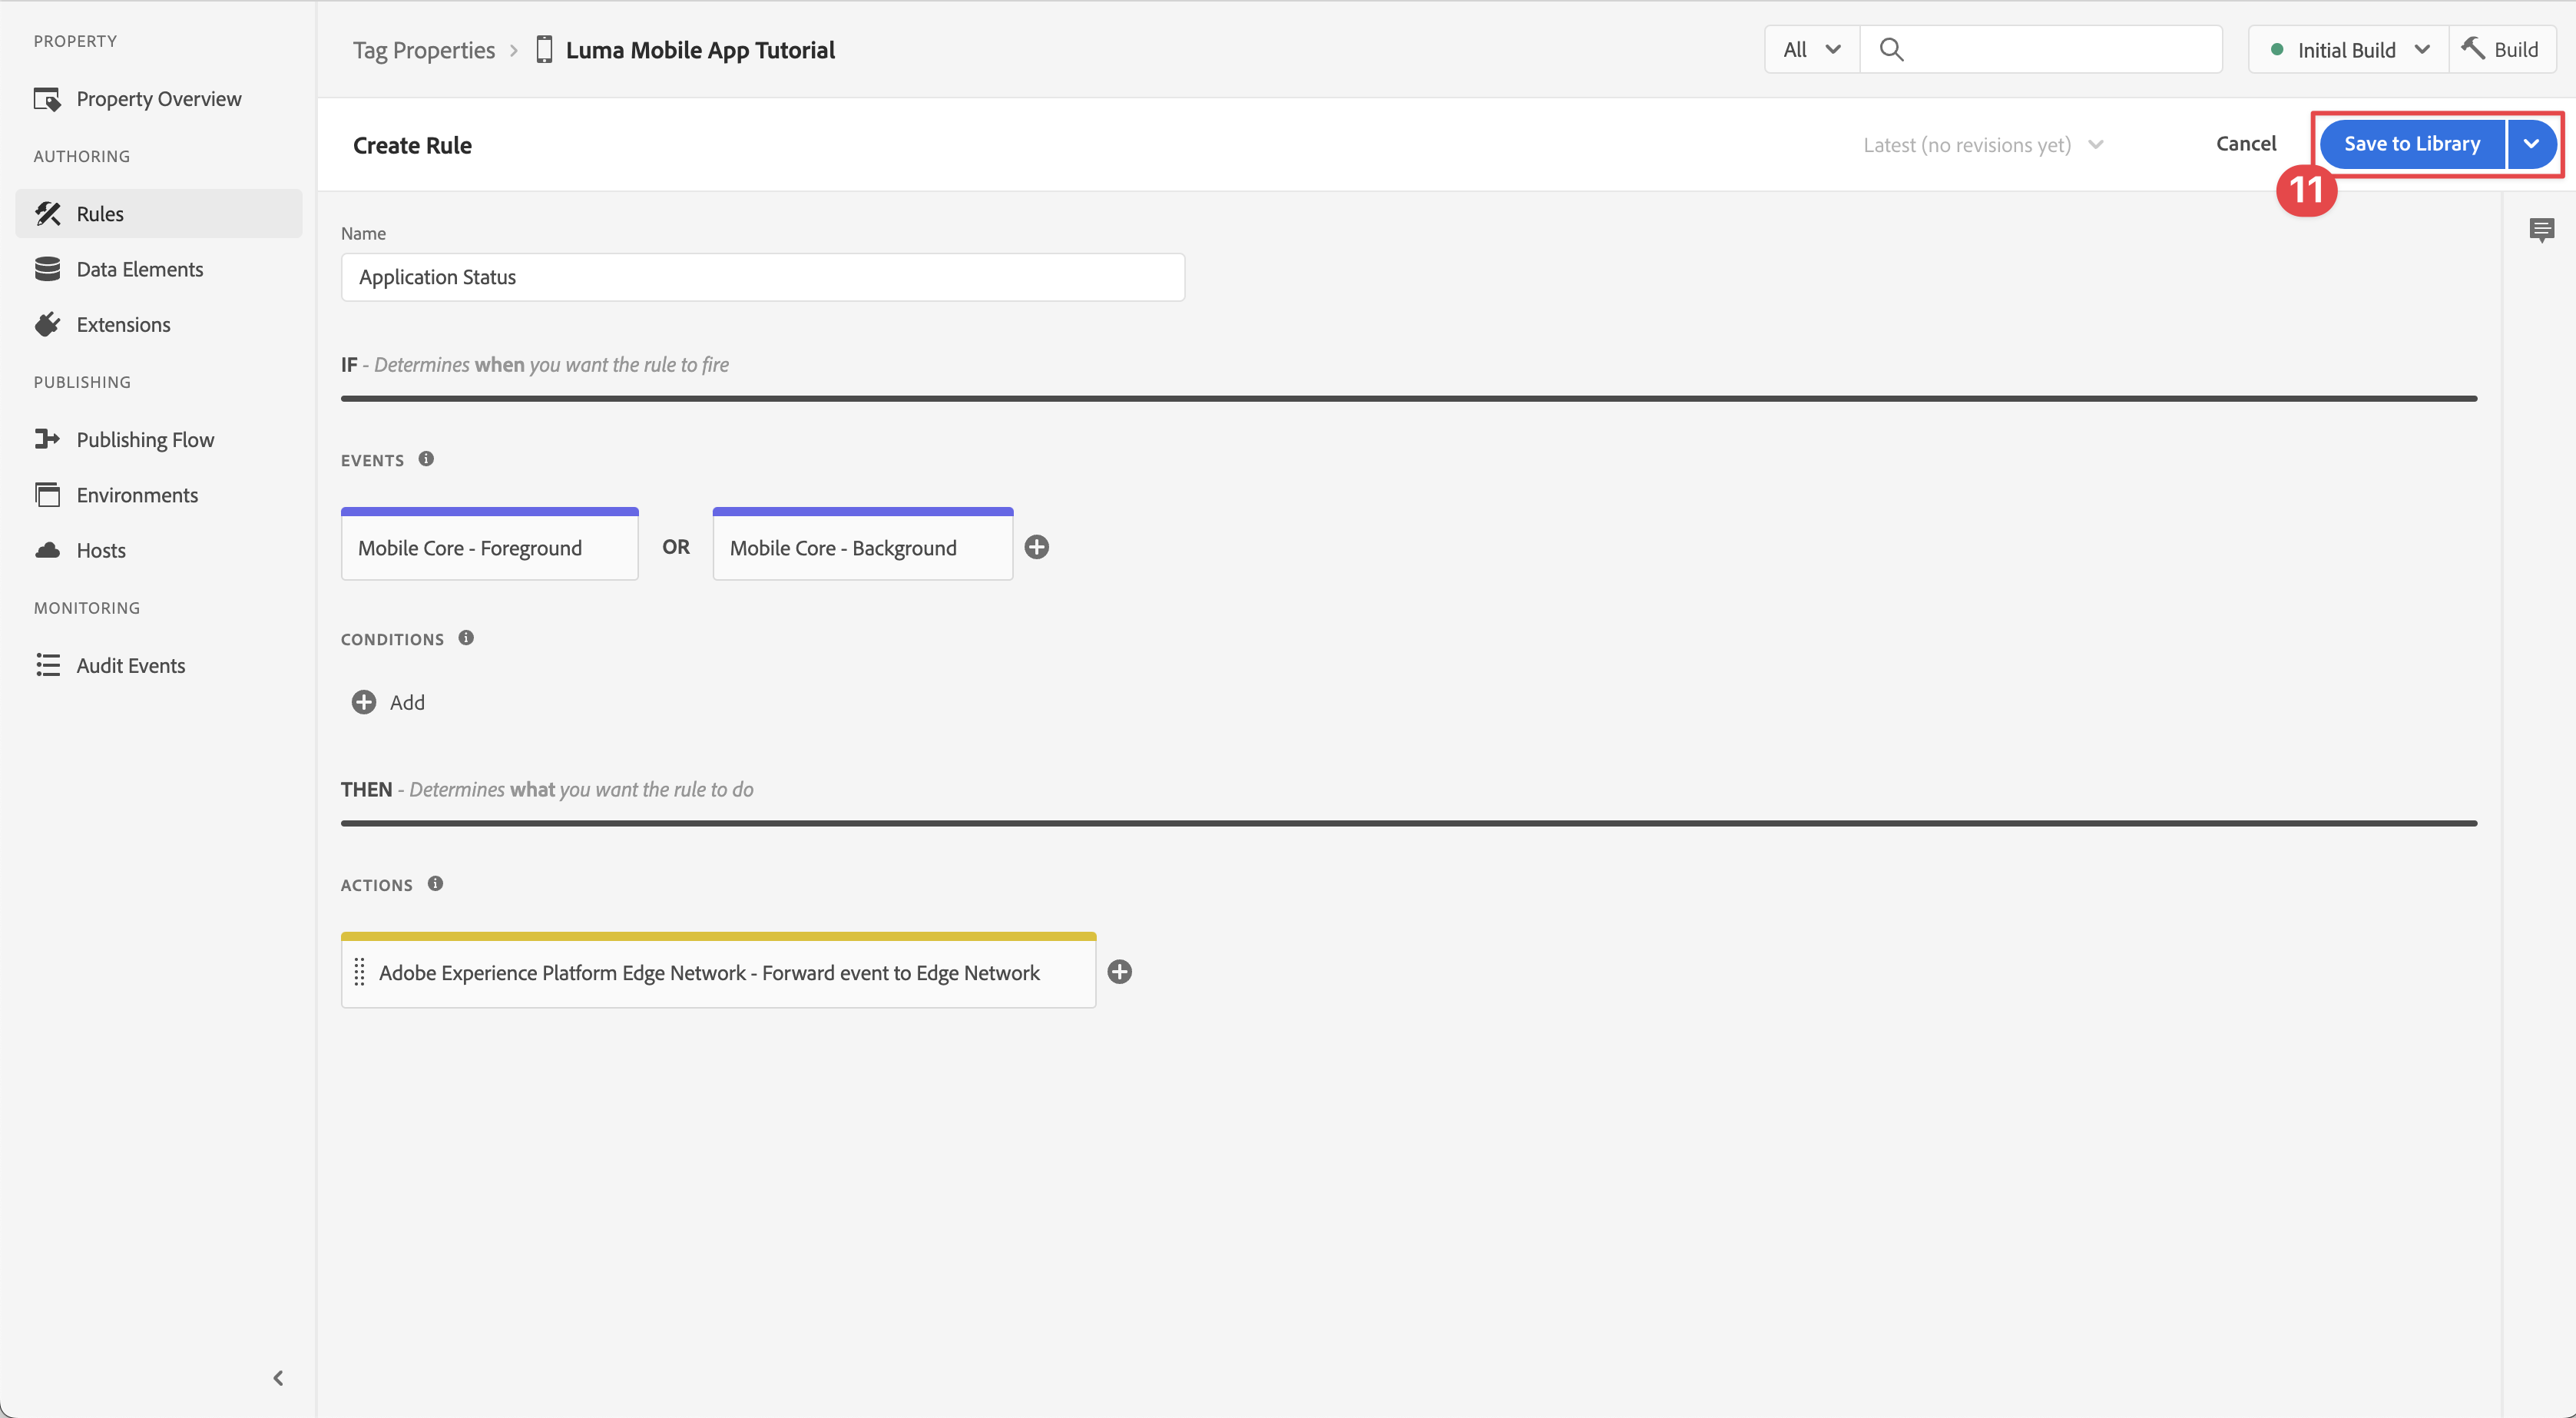 PROPERTY
Property Overview
AUTHORING
Rules
Data Elements
Extensions
PUBLISHING
Publishing Flow
Environments
Hosts
MONITORING
Audit Events
Tag Properties > Luma Mobile App Tutorial
All
Initial Build
Build
Create Rule
Latest (no revisions yet)
Cancel
Save to Library
11
Name
Application Status
IF - Determines when you want the rule to fire
EVENTS
Mobile Core - Foreground OR Mobile Core - Background
CONDITIONS
Add
THEN - Determines what you want the rule to do
ACTIONS
Adobe Experience Platform Edge Network - Forward event to Edge Network